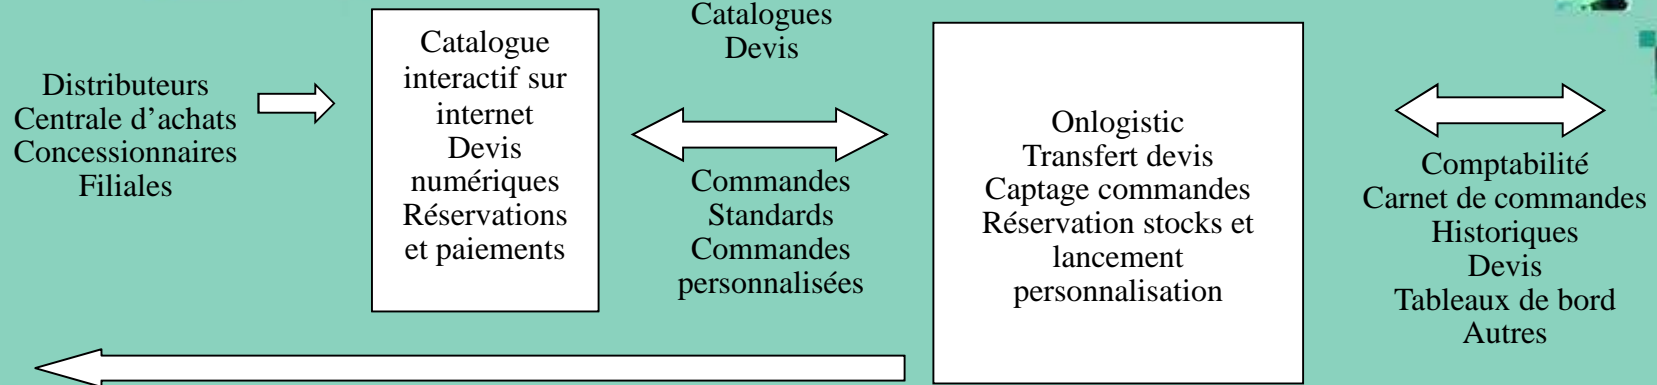 Distributeurs
Centrale d’achats
Concessionnaires
Filiales
Catalogue
interactif sur
internet
Devis
numériques
Réservations
et paiements
Catalogues
Devis
Commandes
Standards
Commandes
personnalisées
Onlogistic
Transfert devis
Captage commandes
Réservation stocks et
lancement
personnalisation
Comptabilité
Carnet de commandes
Historiques
Devis
Tableaux de bord
Autres